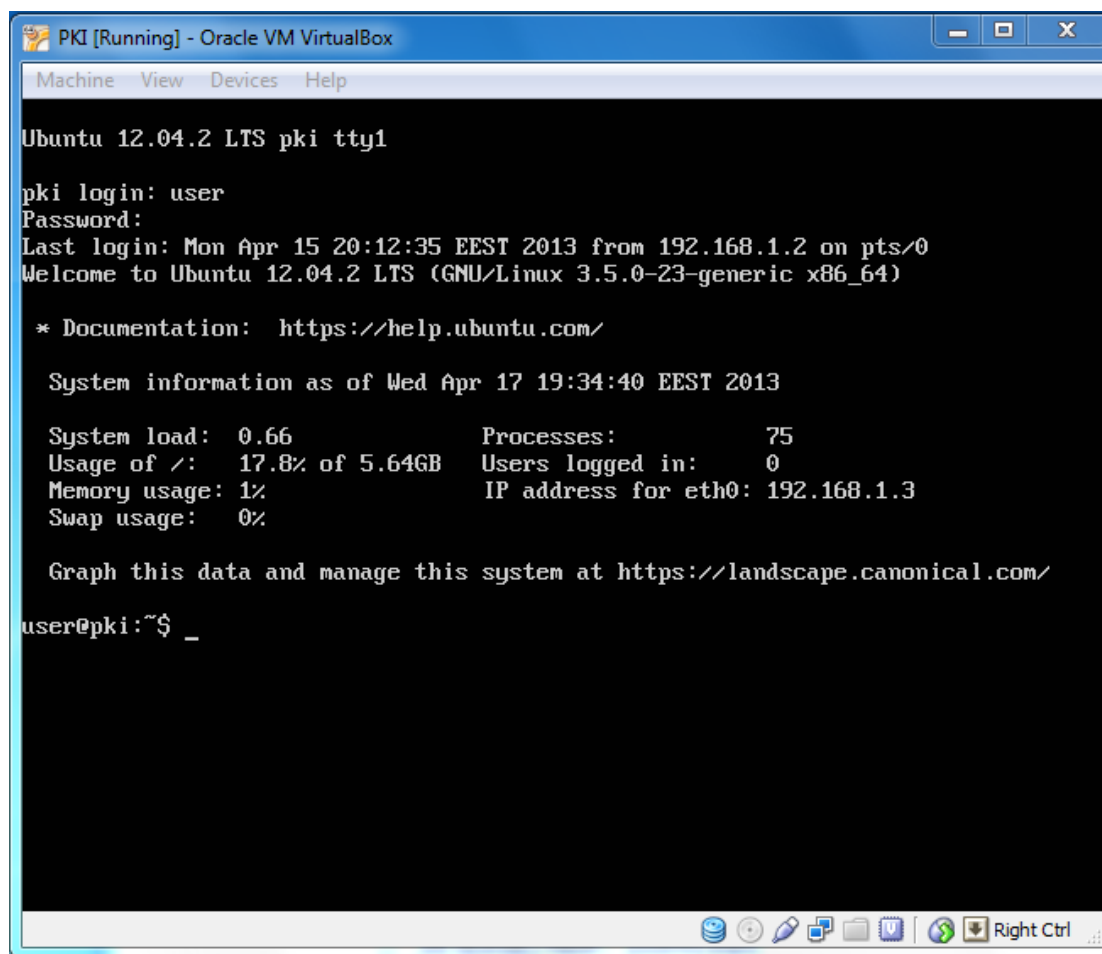 PKI [Running] - Oracle VM VirtualBox
Machine View Devices Help
Ubuntu 12.04.2 LTS pki tty1
pki login: user
Password:
Last login: Mon Apr 15 20:12:35 EEST 2013 from 192.168.1.2 on pts/0
Welcome to Ubuntu 12.04.2 LTS (GNU/Linux 3.5.0-23-generic x86_64)
* Documentation: https://help.ubuntu.com/
System information as of Wed Apr 17 19:34:40 EEST 2013
System load: 0.66 Processes: 75
Usage of /: 17.8% of 5.64GB Users logged in: 0
Memory usage: 1% IP address for eth0: 192.168.1.3
Swap usage: 0%
Graph this data and manage this system at https://landscape.canonical.com/
user@pki:~$ _
Right Ctrl